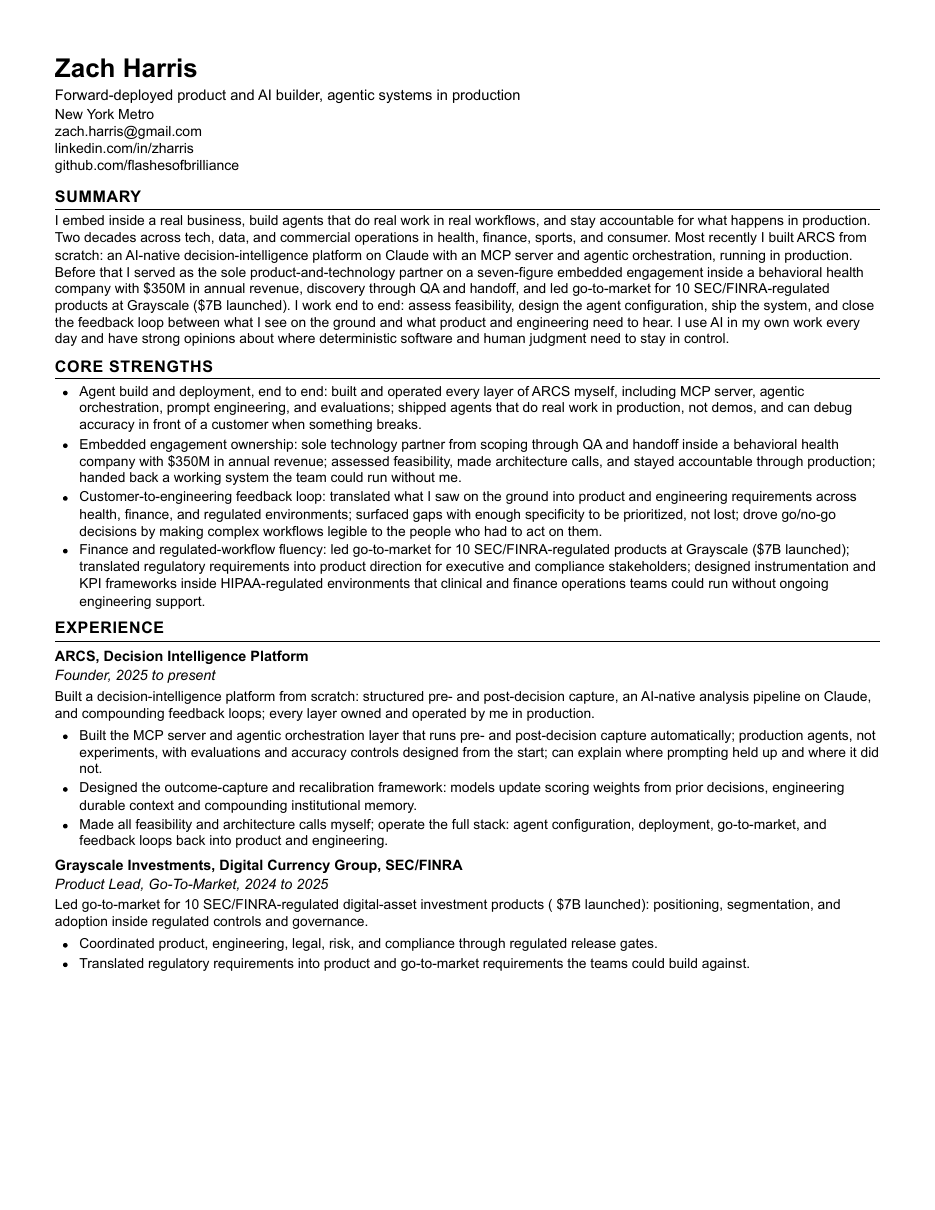 Zach Harris
Forward-deployed product and AI builder, agentic systems in production
New York Metro
zach.harris@gmail.com
linkedin.com/in/zharris
github.com/flashesofbrilliance
SUMMARY
I embed inside a real business, build agents that do real work in real workflows, and stay accountable for what happens in production.
Two decades across tech, data, and commercial operations in health, finance, sports, and consumer. Most recently I built ARCS from
scratch: an AI-native decision-intelligence platform on Claude with an MCP server and agentic orchestration, running in production.
Before that I served as the sole product-and-technology partner on a seven-figure embedded engagement inside a behavioral health
company with $350M in annual revenue, discovery through QA and handoff, and led go-to-market for 10 SEC/FINRA-regulated
products at Grayscale ($7B launched). I work end to end: assess feasibility, design the agent configuration, ship the system, and close
the feedback loop between what I see on the ground and what product and engineering need to hear. I use AI in my own work every
day and have strong opinions about where deterministic software and human judgment need to stay in control.
CORE STRENGTHS
• Agent build and deployment, end to end: built and operated every layer of ARCS myself, including MCP server, agentic
orchestration, prompt engineering, and evaluations; shipped agents that do real work in production, not demos, and can debug
accuracy in front of a customer when something breaks.
• Embedded engagement ownership: sole technology partner from scoping through QA and handoff inside a behavioral health
company with $350M in annual revenue; assessed feasibility, made architecture calls, and stayed accountable through production;
handed back a working system the team could run without me.
• Customer-to-engineering feedback loop: translated what I saw on the ground into product and engineering requirements across
health, finance, and regulated environments; surfaced gaps with enough specificity to be prioritized, not lost; drove go/no-go
decisions by making complex workflows legible to the people who had to act on them.
• Finance and regulated-workflow fluency: led go-to-market for 10 SEC/FINRA-regulated products at Grayscale ($7B launched);
translated regulatory requirements into product direction for executive and compliance stakeholders; designed instrumentation and
KPI frameworks inside HIPAA-regulated environments that clinical and finance operations teams could run without ongoing
engineering support.
EXPERIENCE
ARCS, Decision Intelligence Platform
Founder, 2025 to present
Built a decision-intelligence platform from scratch: structured pre- and post-decision capture, an AI-native analysis pipeline on Claude,
and compounding feedback loops; every layer owned and operated by me in production.
• Built the MCP server and agentic orchestration layer that runs pre- and post-decision capture automatically; production agents, not
experiments, with evaluations and accuracy controls designed from the start; can explain where prompting held up and where it did
not.
• Designed the outcome-capture and recalibration framework: models update scoring weights from prior decisions, engineering
durable context and compounding institutional memory.
• Made all feasibility and architecture calls myself; operate the full stack: agent configuration, deployment, go-to-market, and
feedback loops back into product and engineering.
Grayscale Investments, Digital Currency Group, SEC/FINRA
Product Lead, Go-To-Market, 2024 to 2025
Led go-to-market for 10 SEC/FINRA-regulated digital-asset investment products ( $7B launched): positioning, segmentation, and
adoption inside regulated controls and governance.
• Coordinated product, engineering, legal, risk, and compliance through regulated release gates.
• Translated regulatory requirements into product and go-to-market requirements the teams could build against.